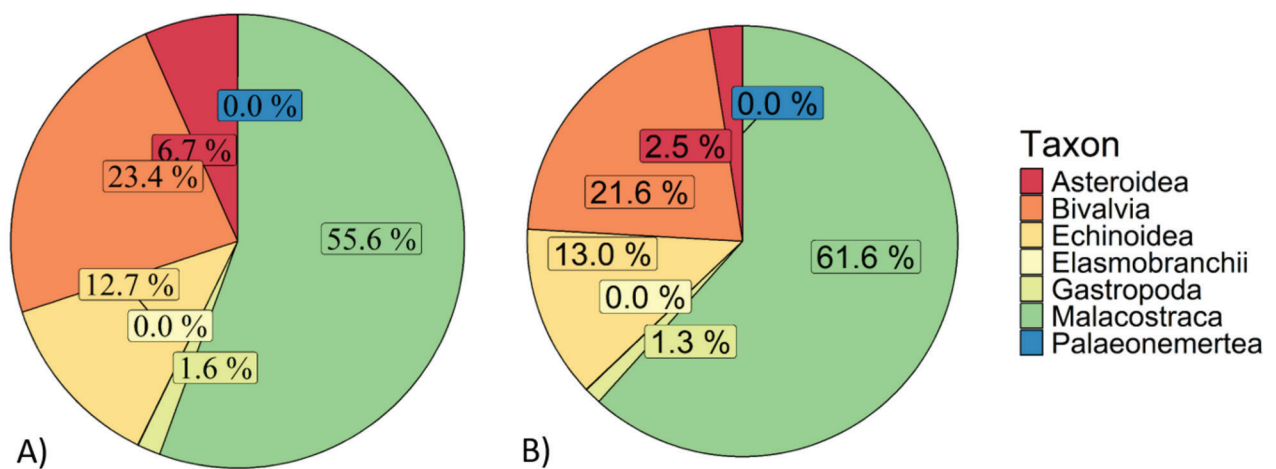 0.0 %
6.7 %
23.4 %
55.6 %
12.7 %
0.0 %
1.6 %
A)
0.0 %
2.5 %
21.6 %
13.0 %
61.6 %
0.0 %
1.3 %
B)
Taxon
Asteroidea
Bivalvia
Echinoidea
Elasmobranchii
Gastropoda
Malacostraca
Palaeonemertea